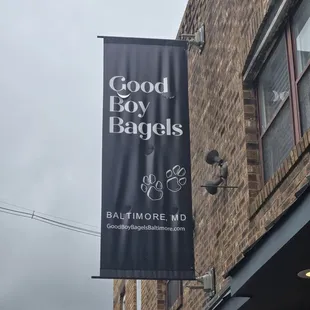 Good
Boy
Bagels
BALTIMORE, MD
GoodBoyBagelsBaltimore.com